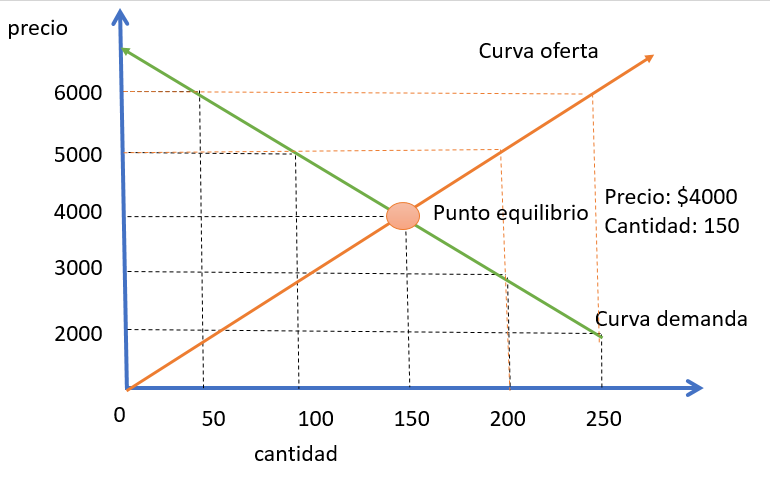 precio
Curva oferta
6000
5000
4000
3000
2000
Punto equilibrio
Precio: $4000
Cantidad: 150
Curva demanda
0
50
100
150
200
250
cantidad